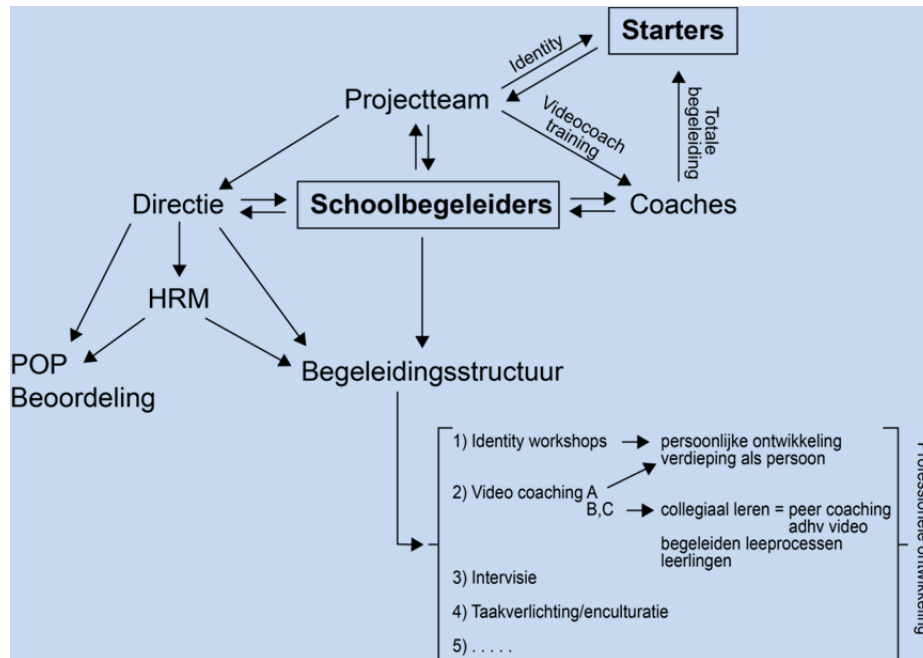 Starters
Identity
Projectteam
Videocoach
training
Totale
begeleiding
Directie
Schoolbegeleiders
Coaches
HRM
POP
Beoordeling
Begeleidingsstructuur
1) Identity workshops
persoonlijke ontwikkeling
verdieping als persoon
2) Video coaching A
B,C
collegiaal leren = peer coaching
adhv video
begeleiden leeprocessen
leerlingen
3) Intervisie
4) Taakverlichting/enculturatie
5) . . . . .
Professionele ontwikkeling